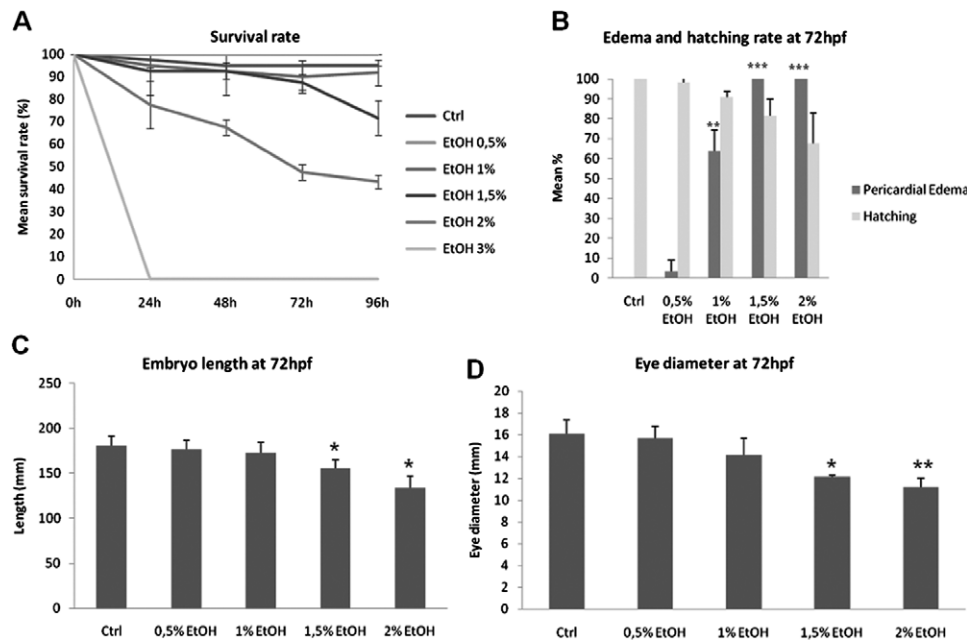 A
Survival rate
Mean survival rate (%)
100
90
80
70
60
50
40
30
20
10
0
0h 24h 48h 72h 96h
Ctrl
EtOH 0,5%
EtOH 1%
EtOH 1,5%
EtOH 2%
EtOH 3%
B
Edema and hatching rate at 72hpf
Mean %
100
90
80
70
60
50
40
30
20
10
0
**
***
***
Ctrl 0,5% EtOH 1% EtOH 1,5% EtOH 2% EtOH
Pericardial Edema
Hatching
C
Embryo length at 72hpf
Length (mm)
250
200
150
100
50
0
*
*
Ctrl 0,5% EtOH 1% EtOH 1,5% EtOH 2% EtOH
D
Eye diameter at 72hpf
Eye diameter (mm)
20
18
16
14
12
10
8
6
4
2
0
*
**
Ctrl 0,5% EtOH 1% EtOH 1,5% EtOH 2% EtOH